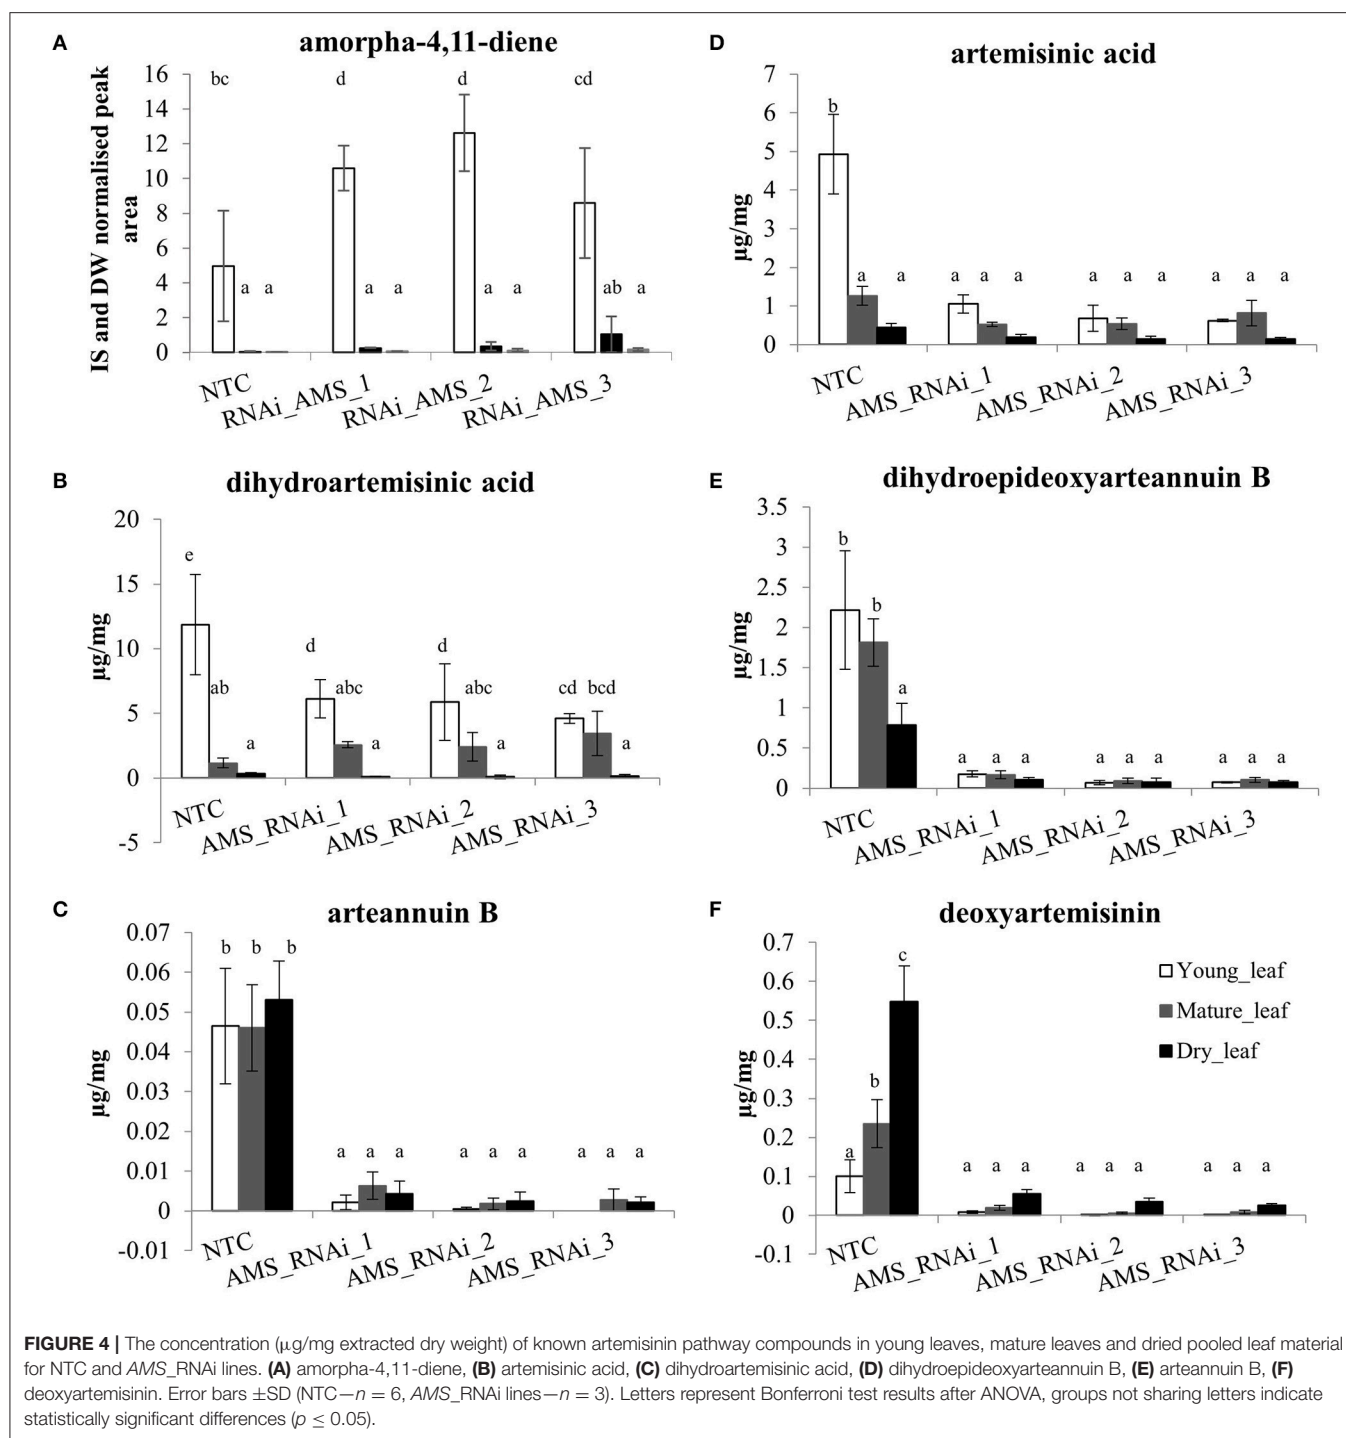 A
amorpha-4,11-diene
IS and DW normalised peak
area
16
14
12
10
8
6
4
2
0
bc
a a
d
a a
d
a a
cd
ab a
NTC
RNAi_AMS_1
RNAi_AMS_2
RNAi_AMS_3
B
dihydroartemisinic acid
µg/mg
20
15
10
5
0
-5
e
ab
a
d
abc
a
d
abc
a
cd bcd
a
NTC
AMS_RNAi_1
AMS_RNAi_2
AMS_RNAi_3
C
arteannuin B
µg/mg
0.07
0.06
0.05
0.04
0.03
0.02
0.01
0
-0.01
b b b
a a a
a a a
a a a
NTC
AMS_RNAi_1
AMS_RNAi_2
AMS_RNAi_3
D
artemisinic acid
µg/mg
7
6
5
4
3
2
1
0
b
a a
a a a
a a a
a a a
NTC
AMS_RNAi_1
AMS_RNAi_2
AMS_RNAi_3
E
dihydroepideoxyarteannuin B
µg/mg
3.5
3
2.5
2
1.5
1
0.5
0
b
b
a
a a a
a a a
a a a
NTC
AMS_RNAi_1
AMS_RNAi_2
AMS_RNAi_3
F
deoxyartemisinin
µg/mg
0.7
0.6
0.5
0.4
0.3
0.2
0.1
0
-0.1
a
b
c
a a a
a a a
a a a
NTC
AMS_RNAi_1
AMS_RNAi_2
AMS_RNAi_3
Young_leaf
Mature_leaf
Dry_leaf
FIGURE 4 | The concentration (µg/mg extracted dry weight) of known artemisinin pathway compounds in young leaves, mature leaves and dried pooled leaf material
for NTC and AMS_RNAi lines. (A) amorpha-4,11-diene, (B) artemisinic acid, (C) dihydroartemisinic acid, (D) dihydroepideoxyarteannuin B, (E) arteannuin B, (F)
deoxyartemisinin. Error bars ±SD (NTC—n = 6, AMS_RNAi lines—n = 3). Letters represent Bonferroni test results after ANOVA, groups not sharing letters indicate
statistically significant differences (p ≤ 0.05).